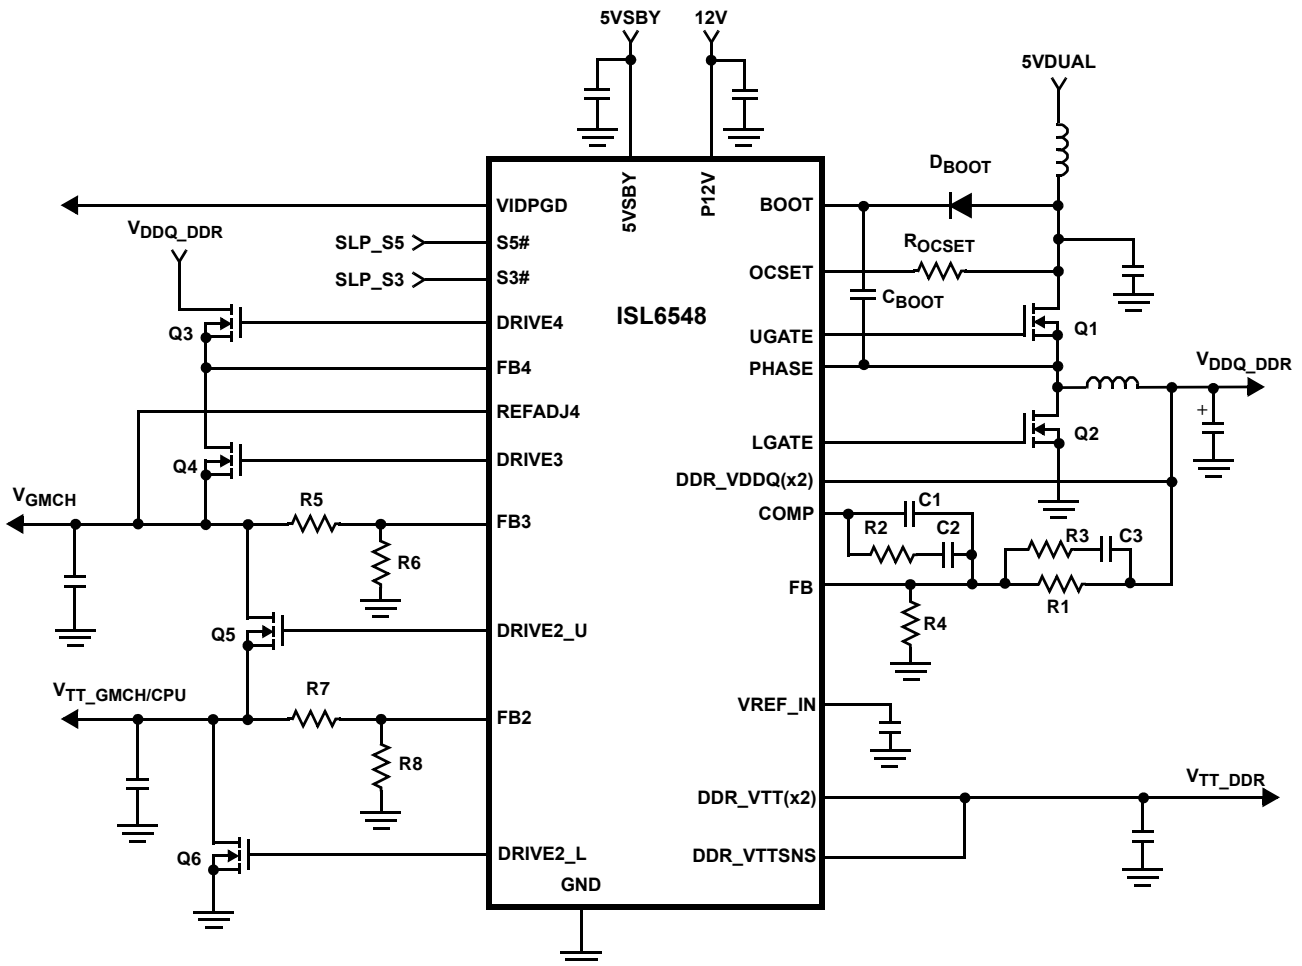 5VSBY
12V
5VDUAL
DBOOT
VIDPGD
5VSBY
P12V
BOOT
VDDQ_DDR
SLP_S5
S5#
ROCSET
SLP_S3
S3#
OCSET
CBOOT
ISL6548
Q3
DRIVE4
UGATE
Q1
FB4
PHASE
VDDQ_DDR
REFADJ4
+
Q4
DRIVE3
LGATE
Q2
DDR_VDDQ(x2)
VGMCH
R5
FB3
COMP
C1
R2
C2
R3
C3
R6
FB
R1
Q5
DRIVE2_U
R4
VTT_GMCH/CPU
R7
FB2
VREF_IN
R8
DDR_VTT(x2)
VTT_DDR
Q6
DRIVE2_L
DDR_VTTSNS
GND